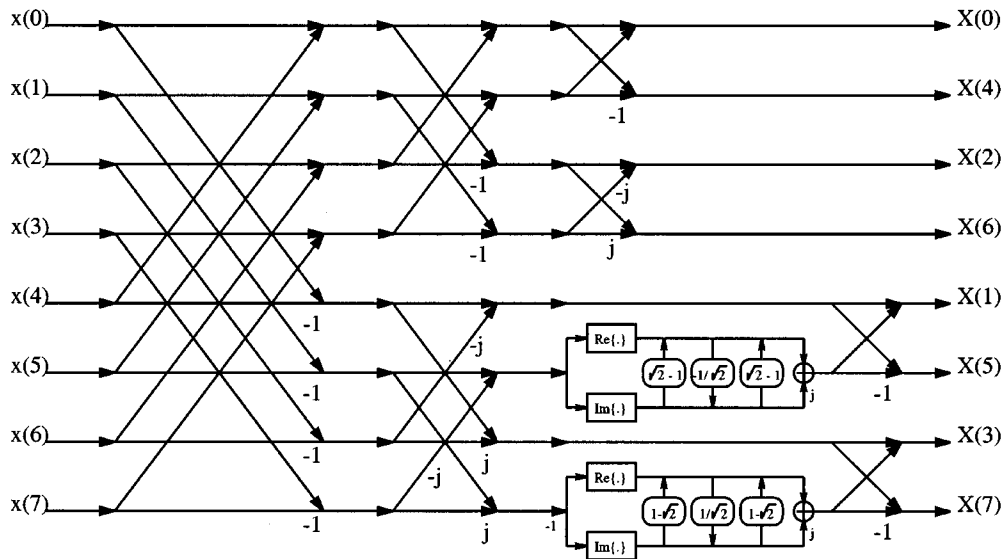 x(0) X(0)
x(1) X(4)
-1
x(2) X(2)
-1 -j
x(3) X(6)
-1 j
x(4) X(1)
-1
Re{.}
-j
√2 - 1 -1/√2 √2 - 1
x(5) X(5)
-1 j -1
Im{.}
x(6) X(3)
-1 j
Re{.}
-j
1-√2 1/√2 1-√2
x(7) X(7)
-1 j -1 j -1
Im{.}